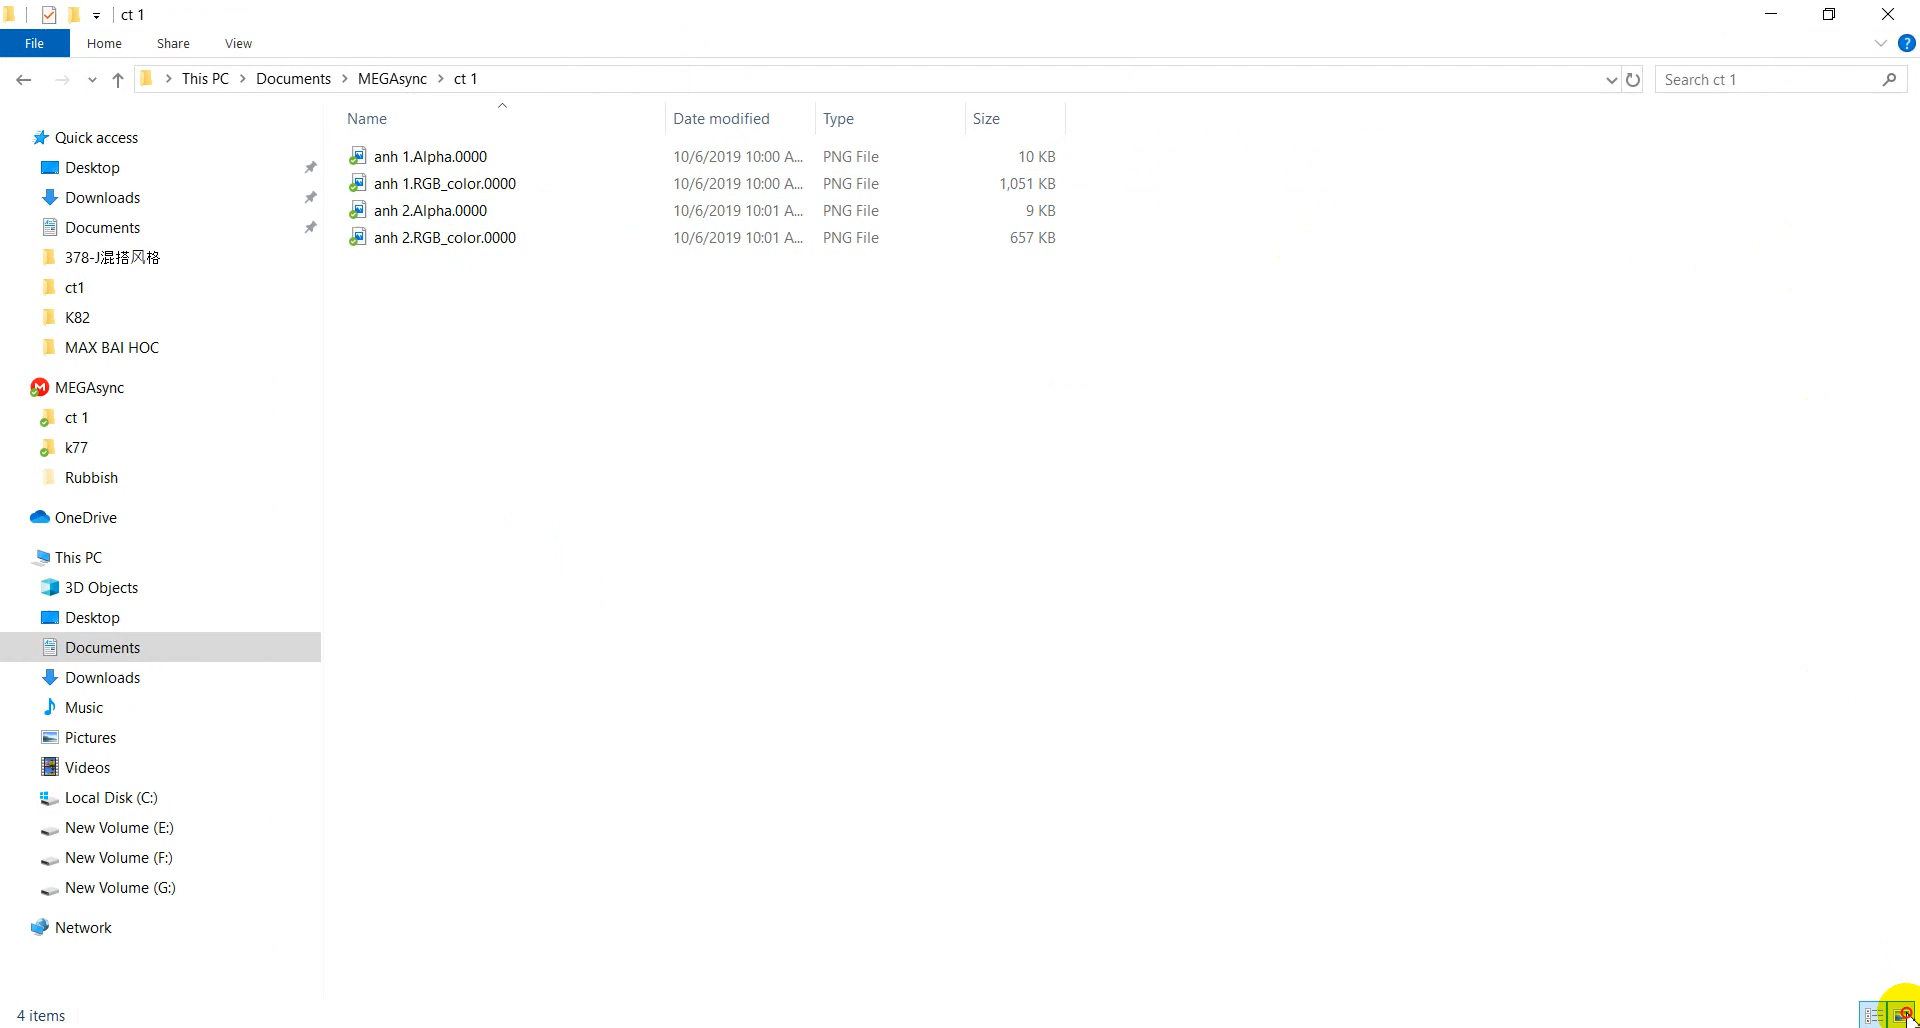 ct 1
File Home Share View
This PC Documents MEGAsync ct 1
Search ct 1
Name Date modified Type Size
anh 1.Alpha.0000 10/6/2019 10:00 A... PNG File 10 KB
anh 1.RGB_color.0000 10/6/2019 10:00 A... PNG File 1,051 KB
anh 2.Alpha.0000 10/6/2019 10:01 A... PNG File 9 KB
anh 2.RGB_color.0000 10/6/2019 10:01 A... PNG File 657 KB
Quick access
Desktop
Downloads
Documents
378-J混搭风格
ct1
K82
MAX BAI HOC
MEGAsync
ct 1
k77
Rubbish
OneDrive
This PC
3D Objects
Desktop
Documents
Downloads
Music
Pictures
Videos
Local Disk (C:)
New Volume (E:)
New Volume (F:)
New Volume (G:)
Network
4 items